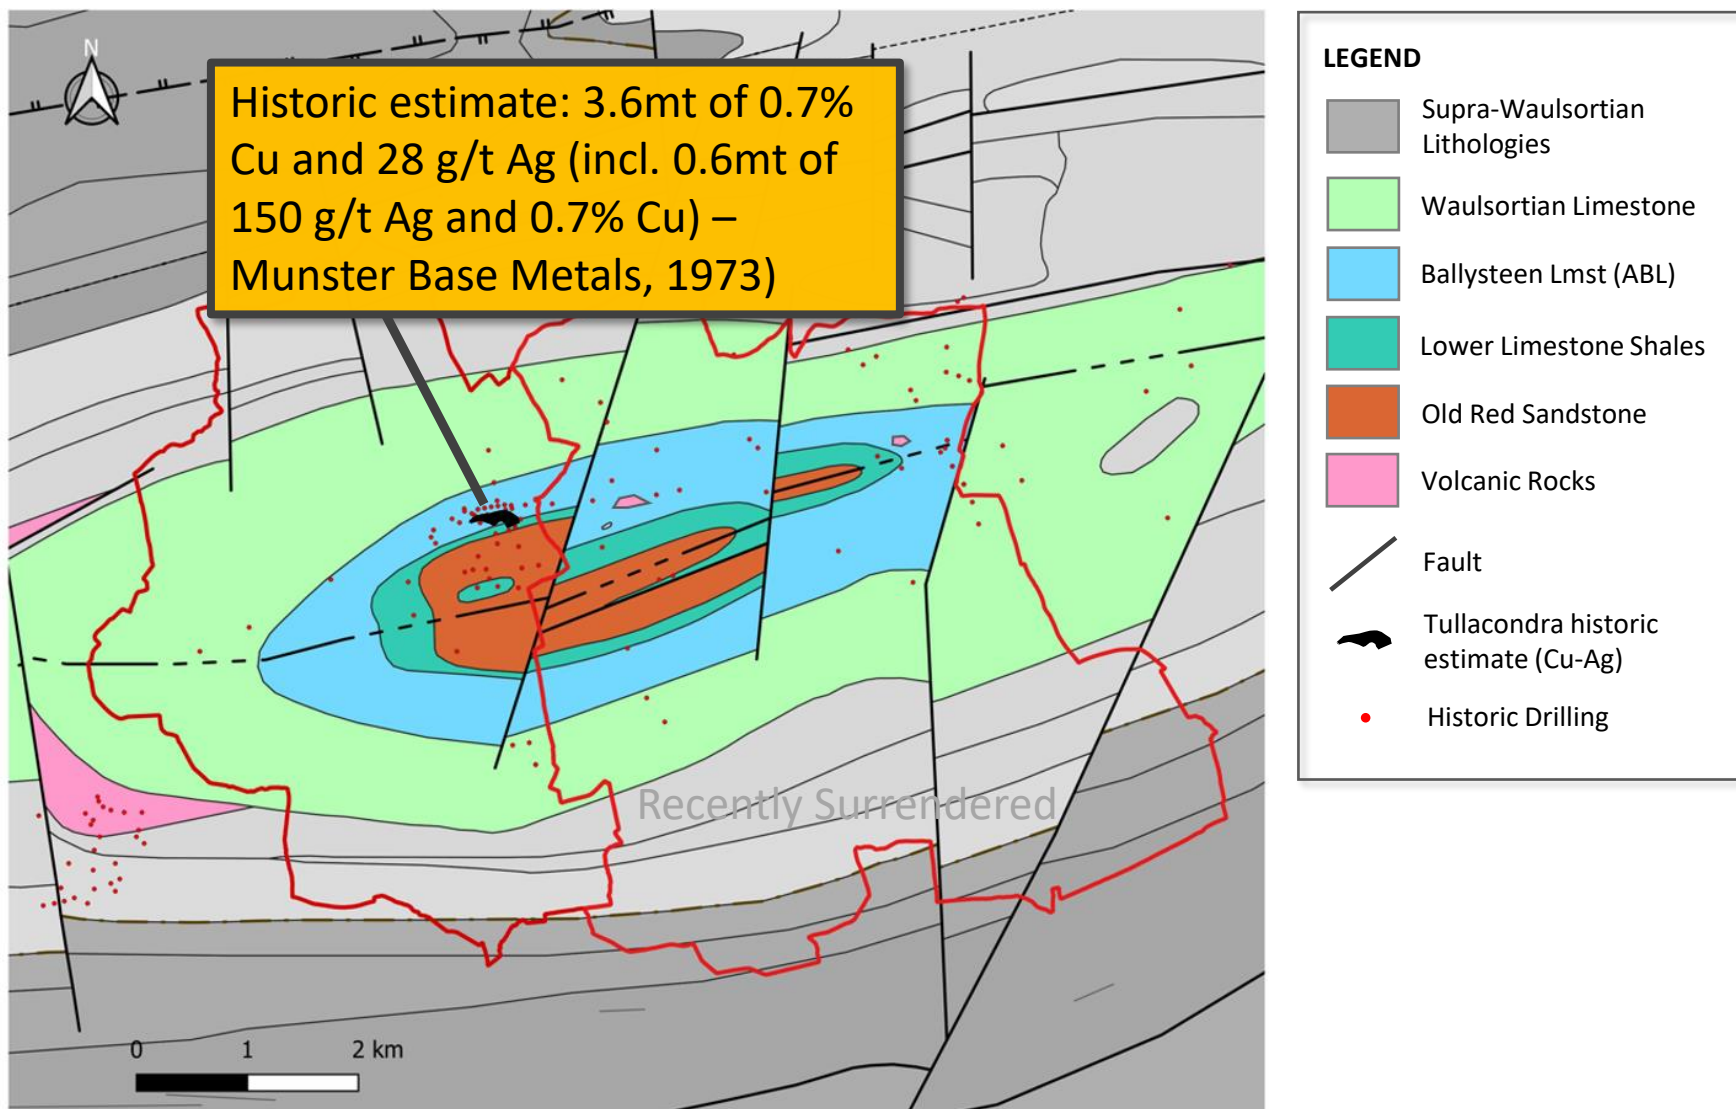 N
Historic estimate: 3.6mt of 0.7%
Cu and 28 g/t Ag (incl. 0.6mt of
150 g/t Ag and 0.7% Cu) –
Munster Base Metals, 1973)
Recently Surrendered
0 1 2 km
LEGEND
Supra-Waulsortian
Lithologies
Waulsortian Limestone
Ballysteen Lmst (ABL)
Lower Limestone Shales
Old Red Sandstone
Volcanic Rocks
Fault
Tullacondra historic
estimate (Cu-Ag)
Historic Drilling